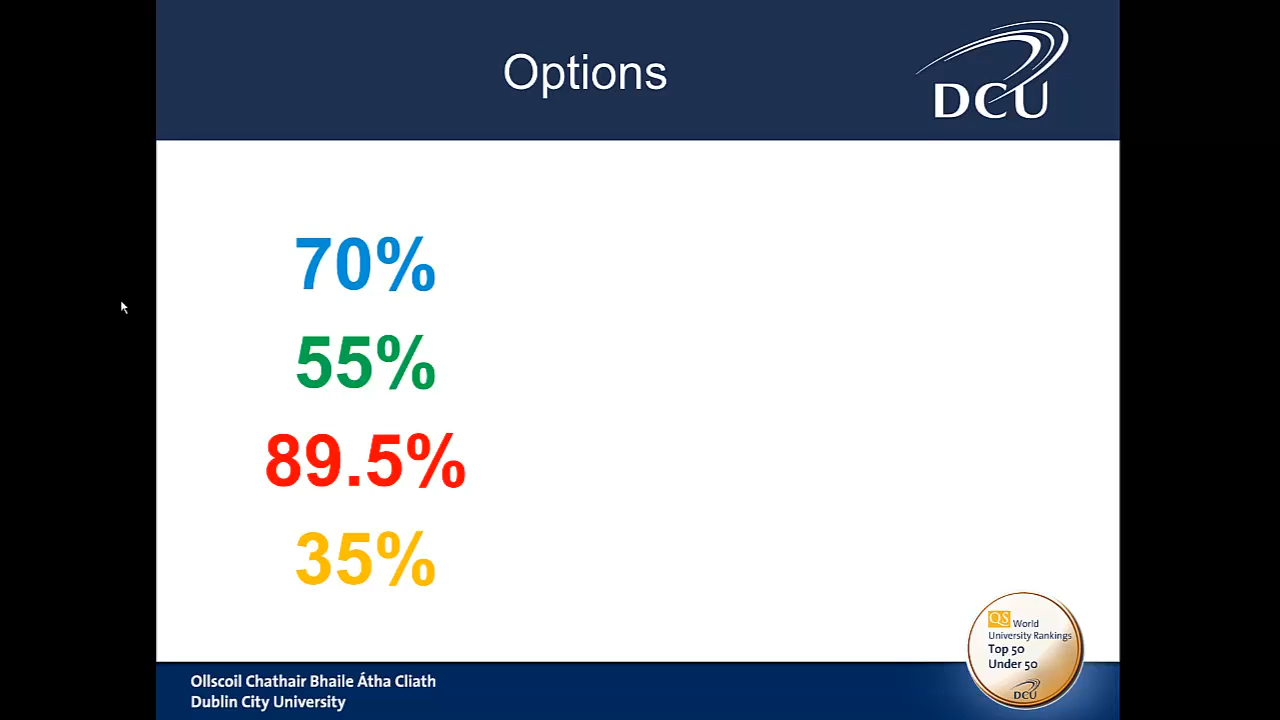 Options
DCU
70%
55%
89.5%
35%
QS World
University Rankings
Top 50
Under 50
DCU
Ollscoil Chathair Bhaile Átha Cliath
Dublin City University